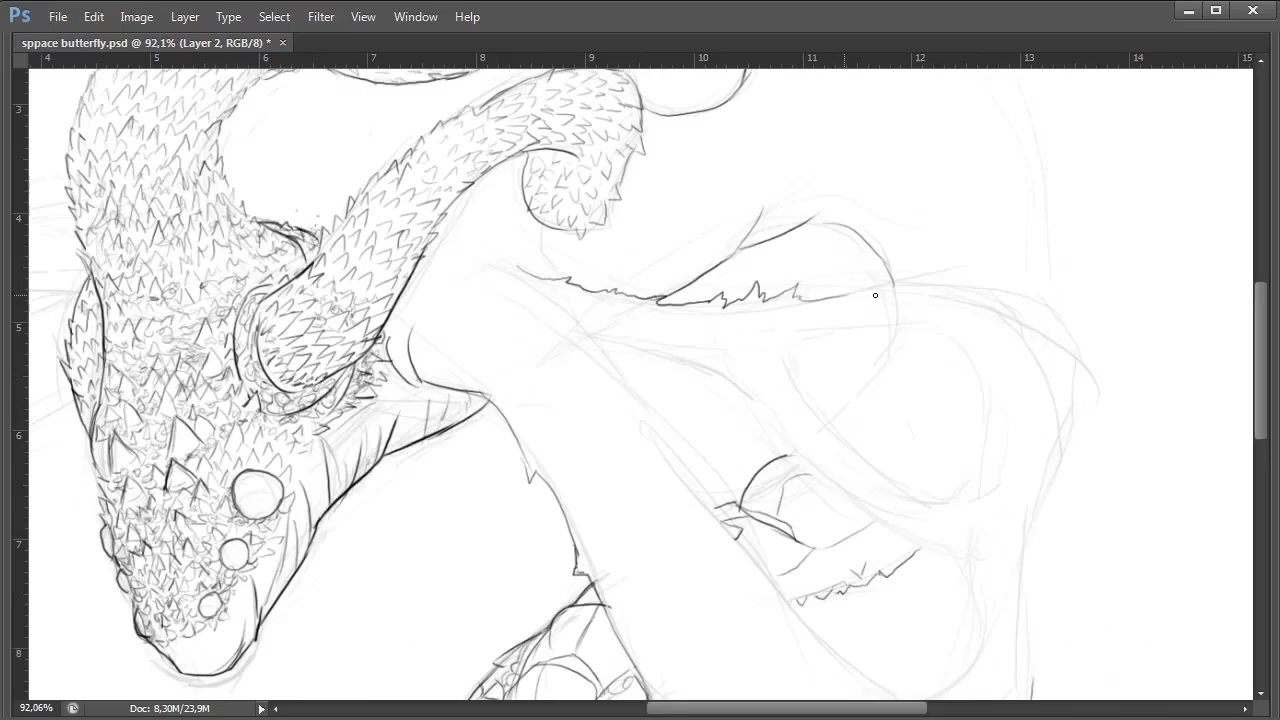 Ps File Edit Image Layer Type Select Filter View Window Help
sppace butterfly.psd @ 92,1% (Layer 2, RGB/8) * ×
4 5 6 7 8 9 10 11 12 13 14 15
3
4
5
6
7
8
92,06% Doc: 8,30M/23,9M